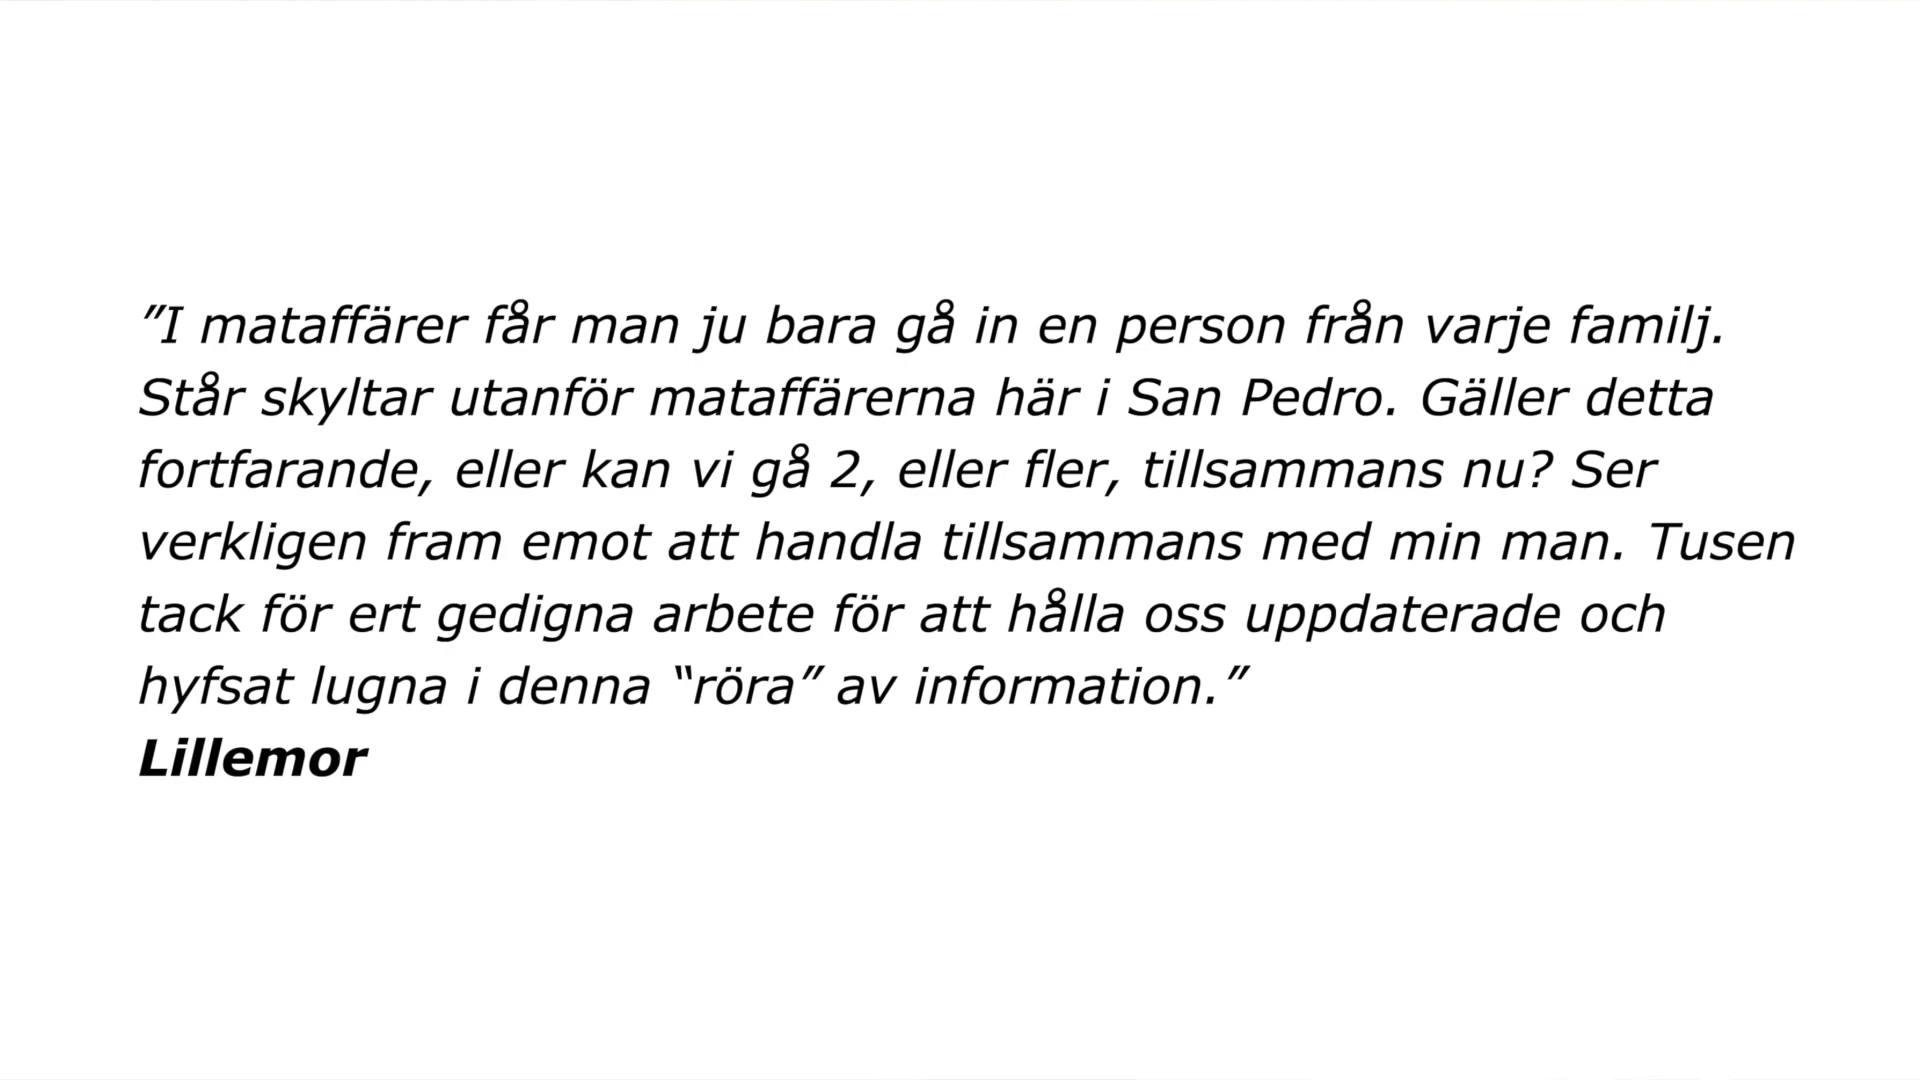 ”I mataffärer får man ju bara gå in en person från varje familj.
Står skyltar utanför mataffärerna här i San Pedro. Gäller detta
fortfarande, eller kan vi gå 2, eller fler, tillsammans nu? Ser
verkligen fram emot att handla tillsammans med min man. Tusen
tack för ert gedigna arbete för att hålla oss uppdaterade och
hyfsat lugna i denna “röra” av information.”
Lillemor